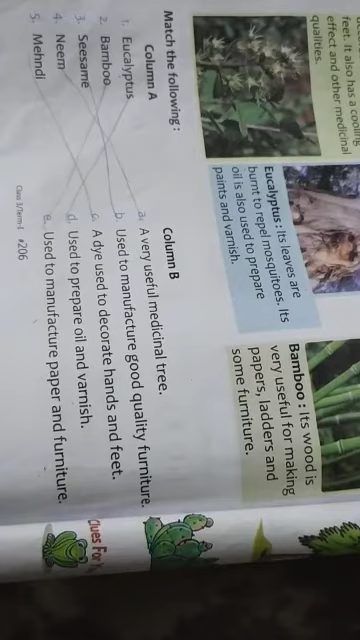 feet. It also has a cooling
effect and other medicinal
qualities.
Eucalyptus : Its leaves are
burnt to repel mosquitoes. Its
oil is also used to prepare
paints and varnish.
Bamboo : Its wood is
very useful for making
papers, ladders and
some furniture.
Match the following :
Column A
Column B
1. Eucalyptus
a. A very useful medicinal tree.
2. Bamboo
b. Used to manufacture good quality furniture.
3. Seesame
c. A dye used to decorate hands and feet.
4. Neem
d. Used to prepare oil and varnish.
5. Mehndi
e. Used to manufacture paper and furniture.
Class 3/Term-1 #206
Clues For